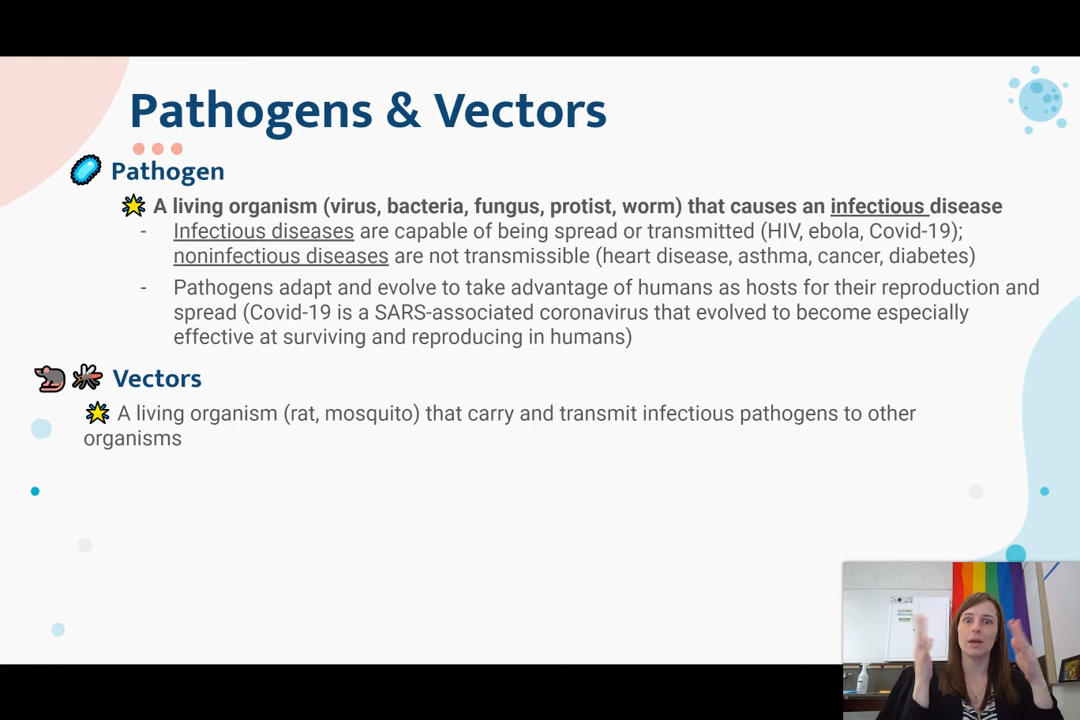 Pathogens & Vectors
Pathogen
A living organism (virus, bacteria, fungus, protist, worm) that causes an infectious disease
- Infectious diseases are capable of being spread or transmitted (HIV, ebola, Covid-19);
noninfectious diseases are not transmissible (heart disease, asthma, cancer, diabetes)
- Pathogens adapt and evolve to take advantage of humans as hosts for their reproduction and
spread (Covid-19 is a SARS-associated coronavirus that evolved to become especially
effective at surviving and reproducing in humans)
Vectors
A living organism (rat, mosquito) that carry and transmit infectious pathogens to other
organisms